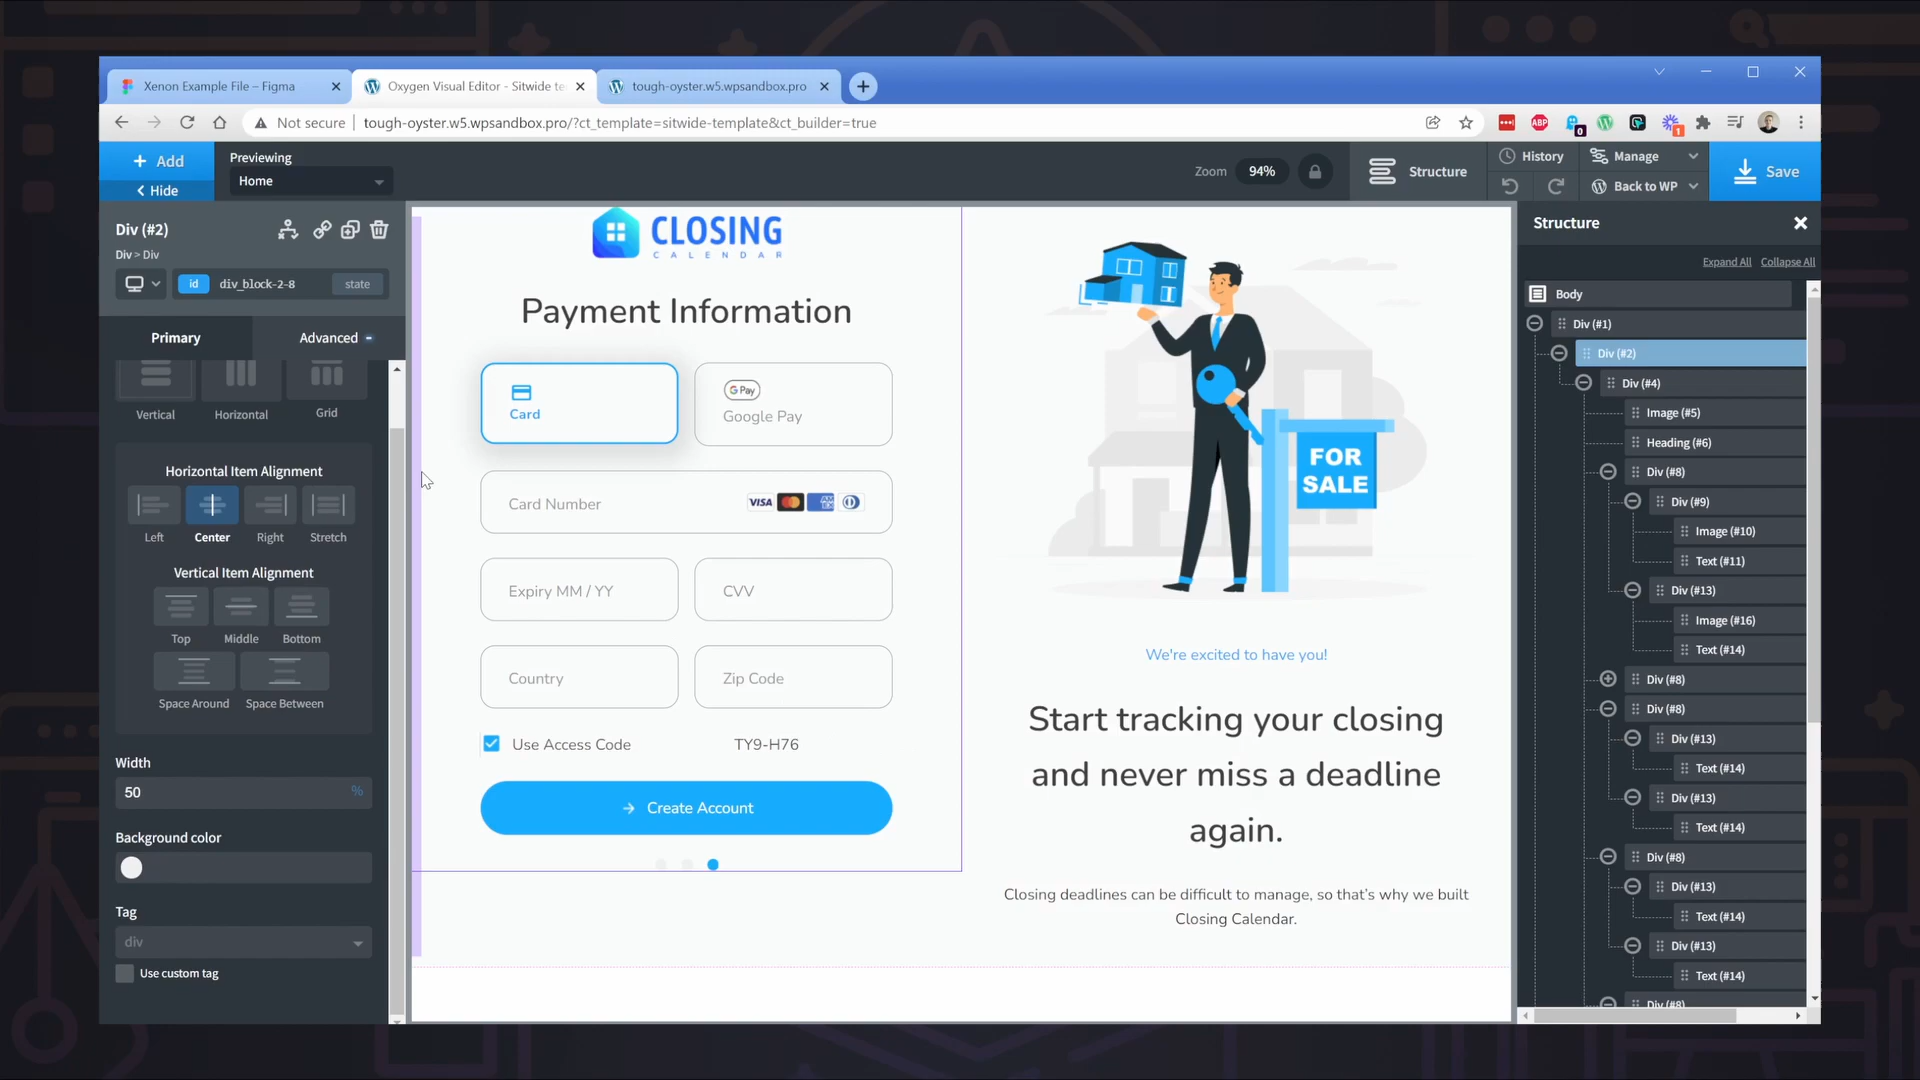 Xenon Example File – Figma
Oxygen Visual Editor - Sitwide te
tough-oyster.w5.wpsandbox.pro
Not secure
tough-oyster.w5.wpsandbox.pro/?ct_template=sitwide-template&ct_builder=true
ABP
0
1
+ Add
Hide
Previewing
Home
Zoom
94%
Structure
History
Manage
Back to WP
Save
Div (#2)
Div > Div
id
div_block-2-8
state
Primary
Advanced
Vertical
Horizontal
Grid
Horizontal Item Alignment
Left
Center
Right
Stretch
Vertical Item Alignment
Top
Middle
Bottom
Space Around
Space Between
Width
50
%
Background color
Tag
div
Use custom tag
CLOSING
CALENDAR
Payment Information
Card
G Pay
Google Pay
Card Number
VISA
Expiry MM / YY
CVV
Country
Zip Code
Use Access Code
TY9-H76
Create Account
FOR
SALE
We're excited to have you!
Start tracking your closing
and never miss a deadline
again.
Closing deadlines can be difficult to manage, so that's why we built
Closing Calendar.
Structure
Expand All
Collapse All
Body
Div (#1)
Div (#2)
Div (#4)
Image (#5)
Heading (#6)
Div (#8)
Div (#9)
Image (#10)
Text (#11)
Div (#13)
Image (#16)
Text (#14)
Div (#8)
Div (#8)
Div (#13)
Text (#14)
Div (#13)
Text (#14)
Div (#8)
Div (#13)
Text (#14)
Div (#13)
Text (#14)
Div (#8)